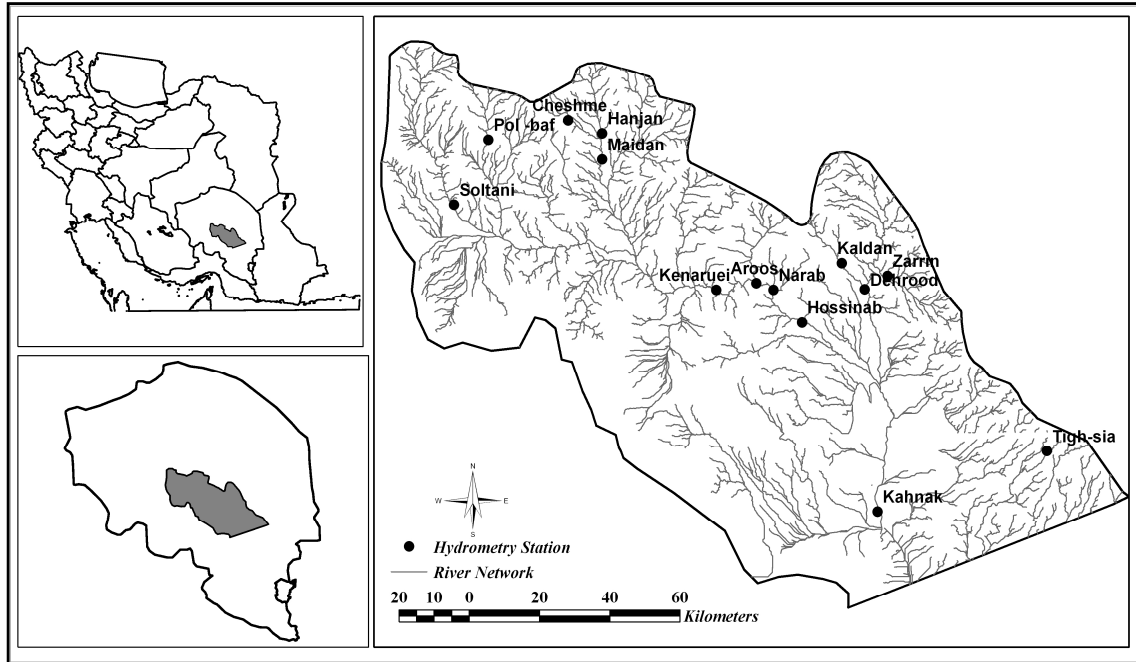 Cheshme
Hanjan
Pol -baf
Maidan
Soltani
Kaldan
Zarrin
Kenaruei
Aroos
Narab
Dehrood
Hossinab
Tigh-sia
Kahnak
N
W
E
S
Hydrometry Station
River Network
20 10 0 20 40 60
Kilometers